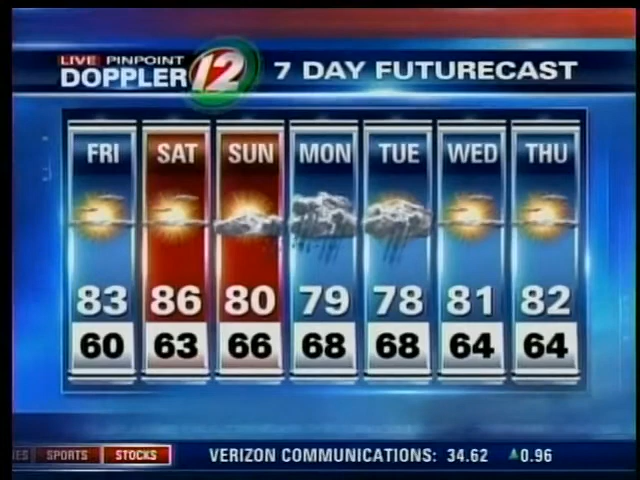 LIVE PINPOINT
DOPPLER 12
7 DAY FUTURECAST
FRI SAT SUN MON TUE WED THU
83 86 80 79 78 81 82
60 63 66 68 68 64 64
ES SPORTS STOCKS VERIZON COMMUNICATIONS: 34.62 0.96